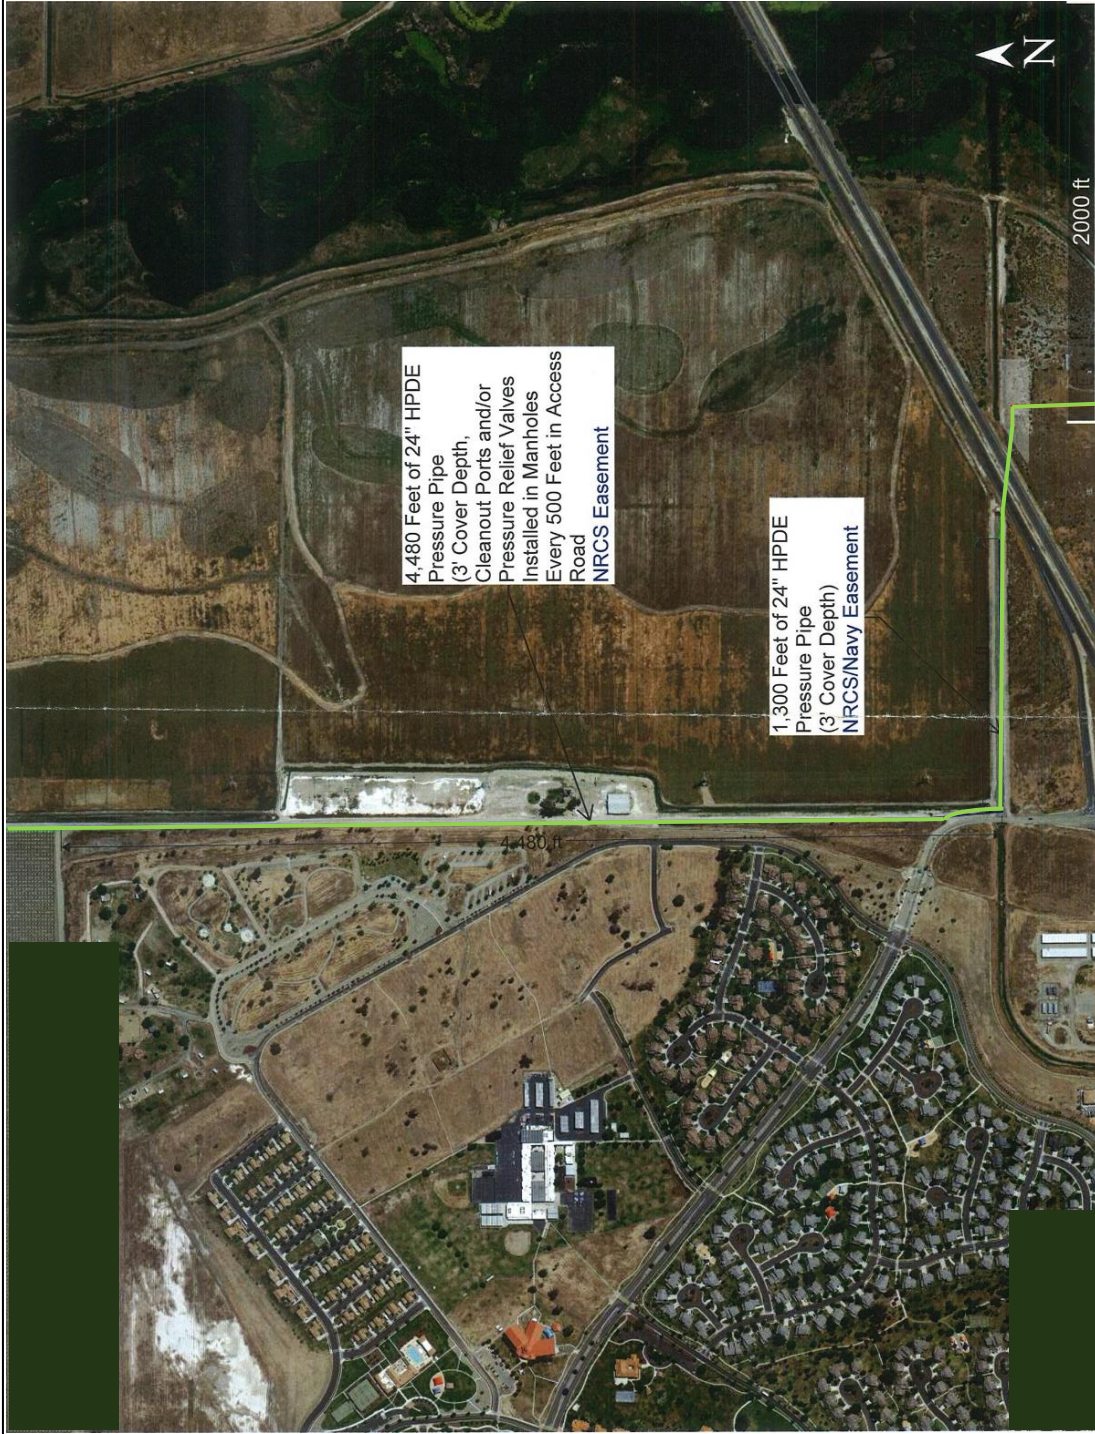 N
4,480 Feet of 24" HPDE
Pressure Pipe
(3' Cover Depth,
Cleanout Ports and/or
Pressure Relief Valves
Installed in Manholes
Every 500 Feet in Access
Road
NRCS Easement
1,300 Feet of 24" HPDE
Pressure Pipe
(3' Cover Depth)
NRCS/Navy Easement
4,480 ft
2000 ft